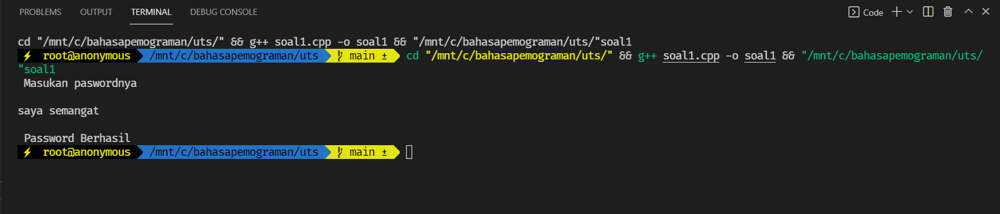 PROBLEMS OUTPUT TERMINAL DEBUG CONSOLE Code
cd "/mnt/c/bahasapemograman/uts/" && g++ soal1.cpp -o soal1 && "/mnt/c/bahasapemograman/uts/"soal1
⚡ root@anonymous /mnt/c/bahasapemograman/uts main ± cd "/mnt/c/bahasapemograman/uts/" && g++ soal1.cpp -o soal1 && "/mnt/c/bahasapemograman/uts/
"soal1
Masukan paswordnya
saya semangat
Password Berhasil
⚡ root@anonymous /mnt/c/bahasapemograman/uts main ±